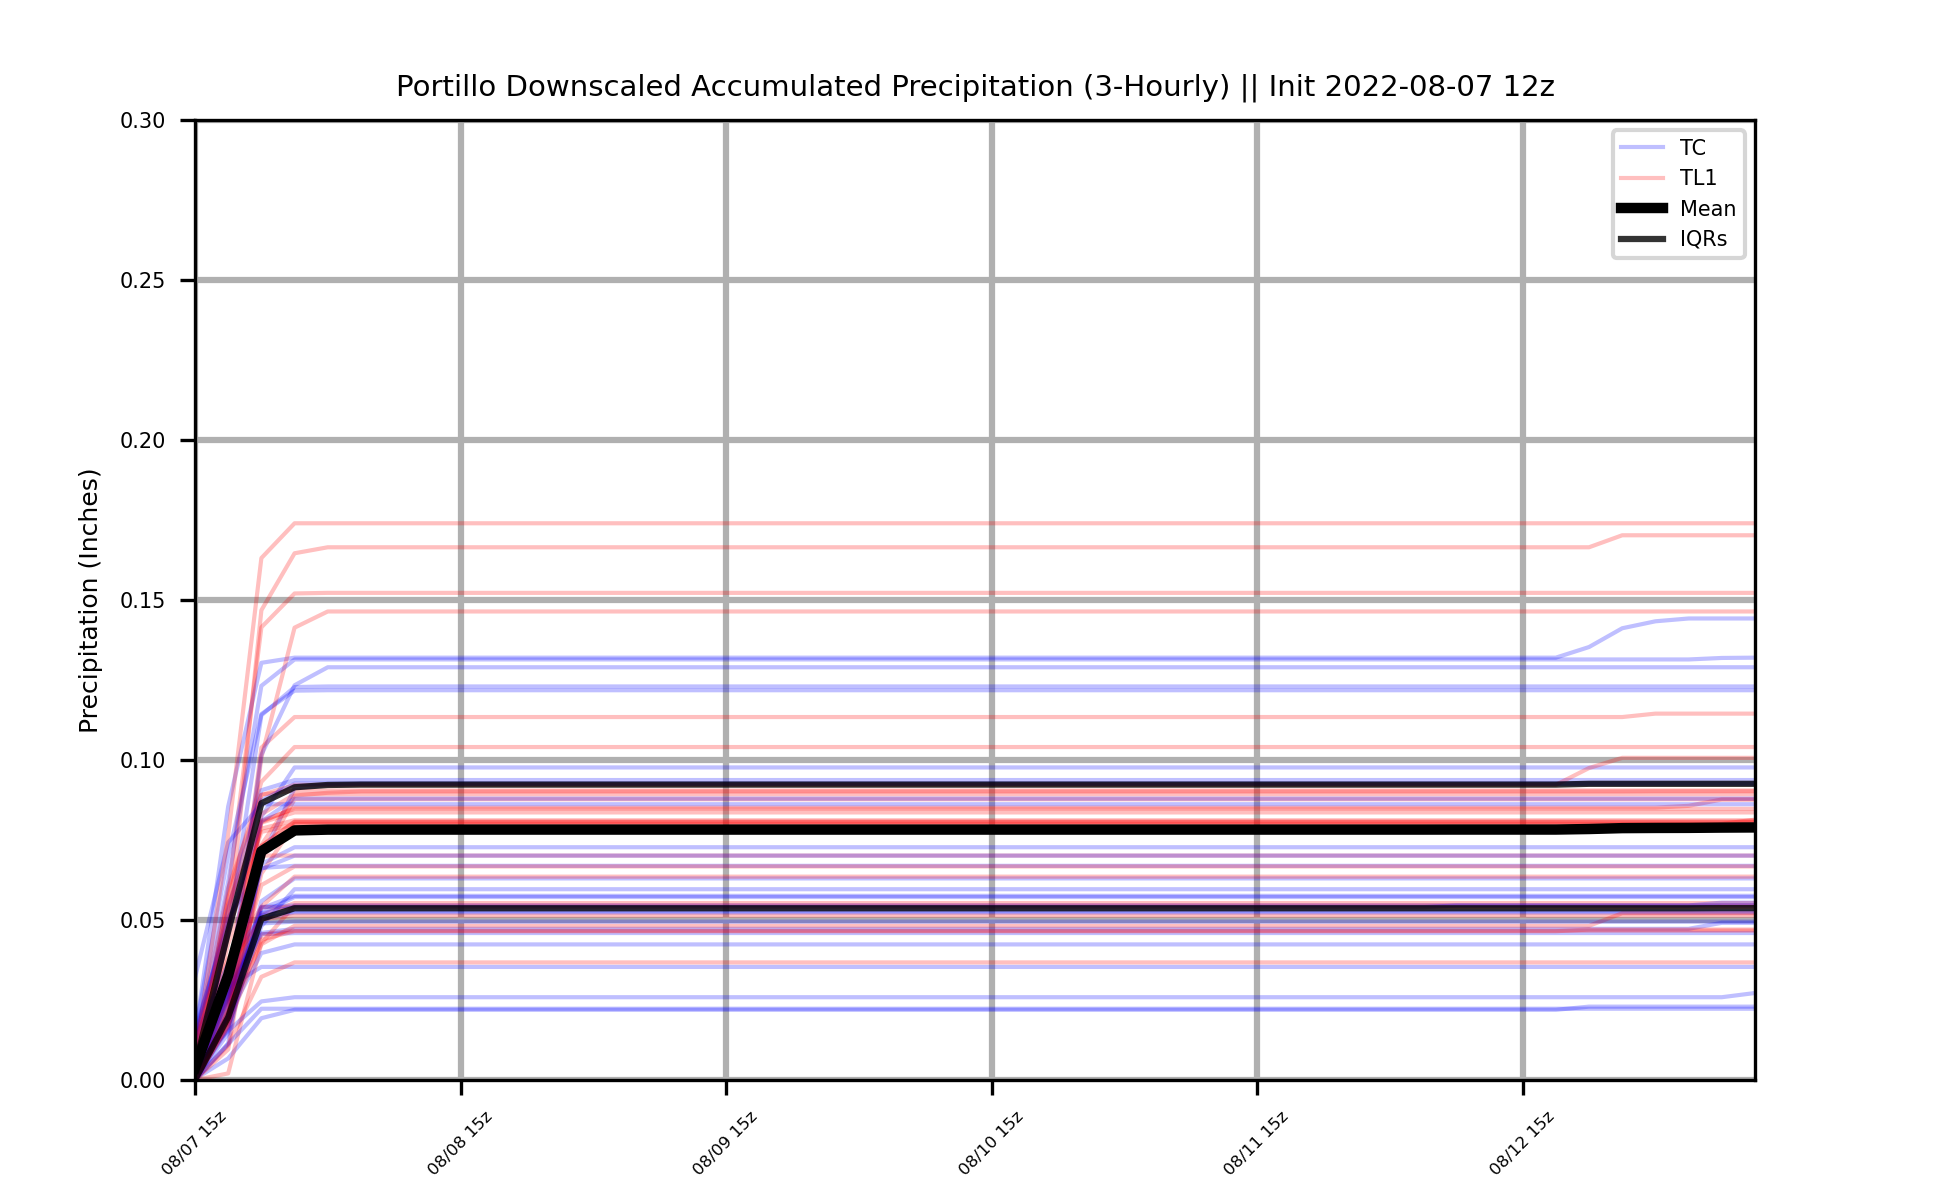 Portillo Downscaled Accumulated Precipitation (3-Hourly) || Init 2022-08-07 12z
0.30
0.25
0.20
0.15
0.10
0.05
0.00
Precipitation (Inches)
TC
TL1
Mean
IQRs
08/07 15z
08/08 15z
08/09 15z
08/10 15z
08/11 15z
08/12 15z